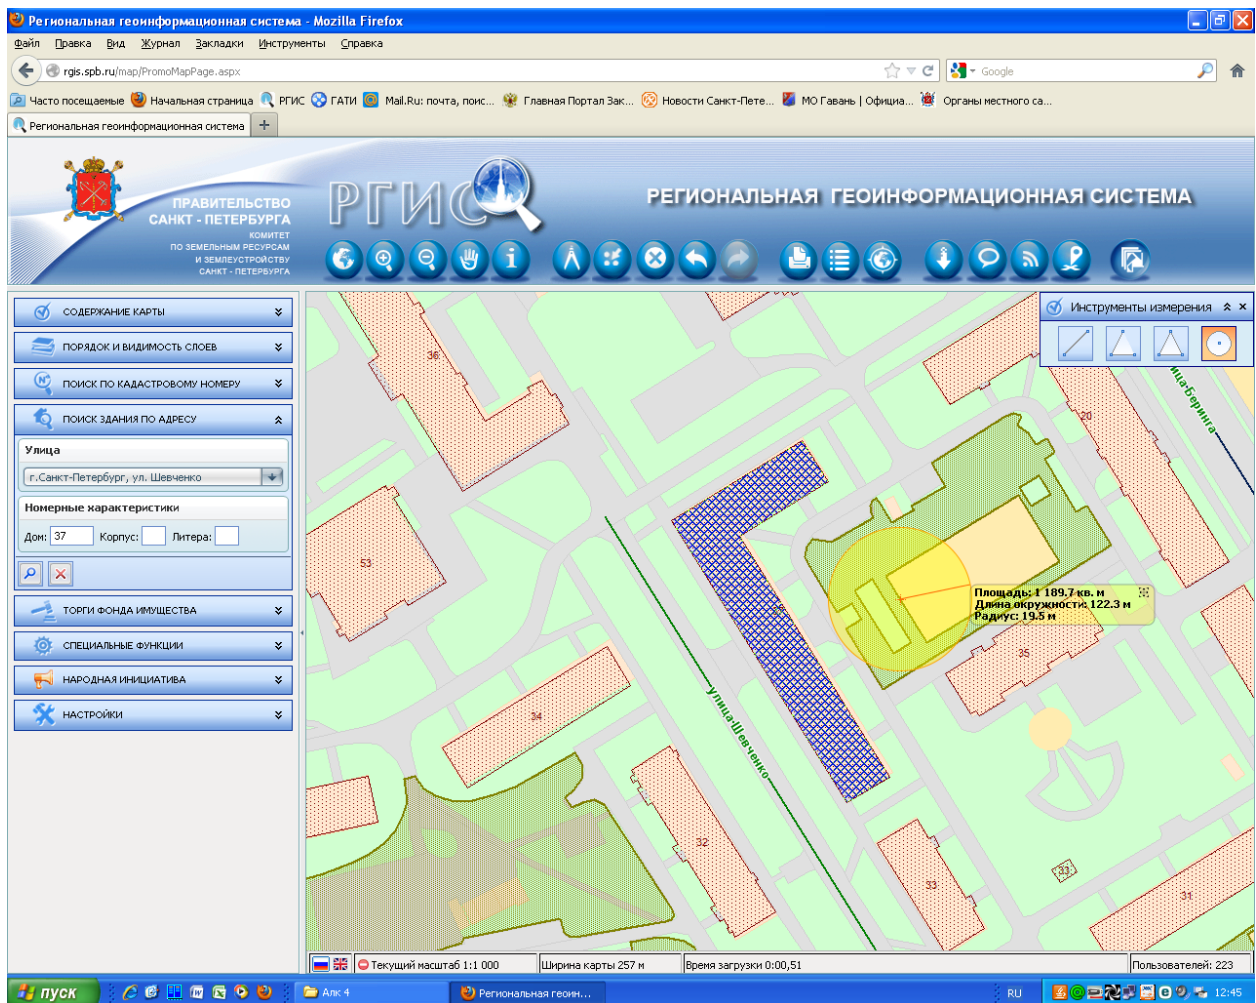 Региональная геоинформационная система - Mozilla Firefox
Файл Правка Вид Журнал Закладки Инструменты Справка
rgis.spb.ru/map/PromoMapPage.aspx
Google
Часто посещаемые Начальная страница РГИС ГАТИ Mail.Ru: почта, поис... Главная Портал Зак... Новости Санкт-Пете... МО Гавань | Официа... Органы местного са...
Региональная геоинформационная система
ПРАВИТЕЛЬСТВО
САНКТ - ПЕТЕРБУРГА
КОМИТЕТ
ПО ЗЕМЕЛЬНЫМ РЕСУРСАМ
И ЗЕМЛЕУСТРОЙСТВУ
САНКТ - ПЕТЕРБУРГА
РГИС
РЕГИОНАЛЬНАЯ ГЕОИНФОРМАЦИОННАЯ СИСТЕМА
СОДЕРЖАНИЕ КАРТЫ
ПОРЯДОК И ВИДИМОСТЬ СЛОЕВ
ПОИСК ПО КАДАСТРОВОМУ НОМЕРУ
ПОИСК ЗДАНИЯ ПО АДРЕСУ
Улица
г.Санкт-Петербург, ул. Шевченко
Номерные характеристики
Дом: 37 Корпус: Литера:
ТОРГИ ФОНДА ИМУЩЕСТВА
СПЕЦИАЛЬНЫЕ ФУНКЦИИ
НАРОДНАЯ ИНИЦИАТИВА
НАСТРОЙКИ
Инструменты измерения
36
20
улица-Беринга
53
Площадь: 1 189.7 кв. м
Длина окружности: 122.3 м
Радиус: 19.5 м
35
34
улица-Шевченко
32
33
33
31
Текущий масштаб 1:1 000
Ширина карты 257 м
Время загрузки 0:00,51
Пользователей: 223
пуск
Алк 4
Региональная геоин...
RU
12:45